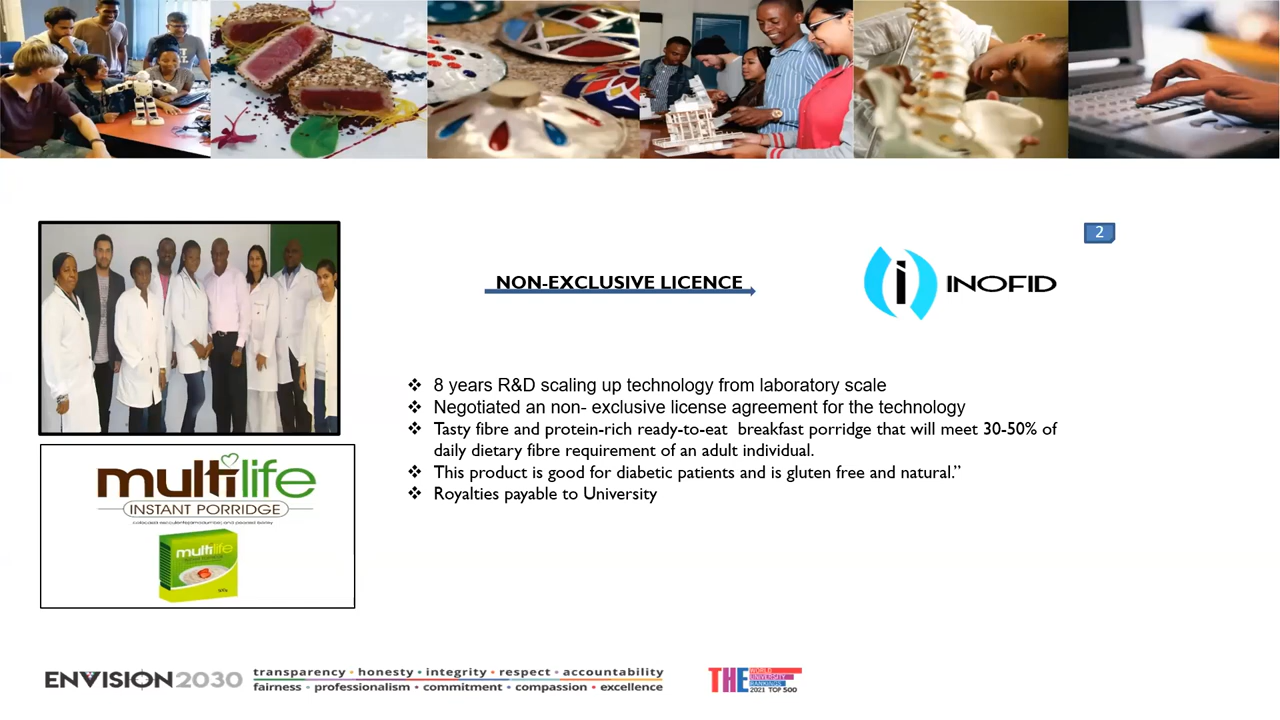 2
NON-EXCLUSIVE LICENCE
INOFID
❖ 8 years R&D scaling up technology from laboratory scale
❖ Negotiated an non- exclusive license agreement for the technology
❖ Tasty fibre and protein-rich ready-to-eat breakfast porridge that will meet 30-50% of
daily dietary fibre requirement of an adult individual.
❖ This product is good for diabetic patients and is gluten free and natural.”
❖ Royalties payable to University
multilife
INSTANT PORRIDGE
multilife
ENVISION2030
transparency • honesty • integrity • respect • accountability
fairness • professionalism • commitment • compassion • excellence
THE
WORLD
UNIVERSITY
RANKINGS
2021 TOP 500